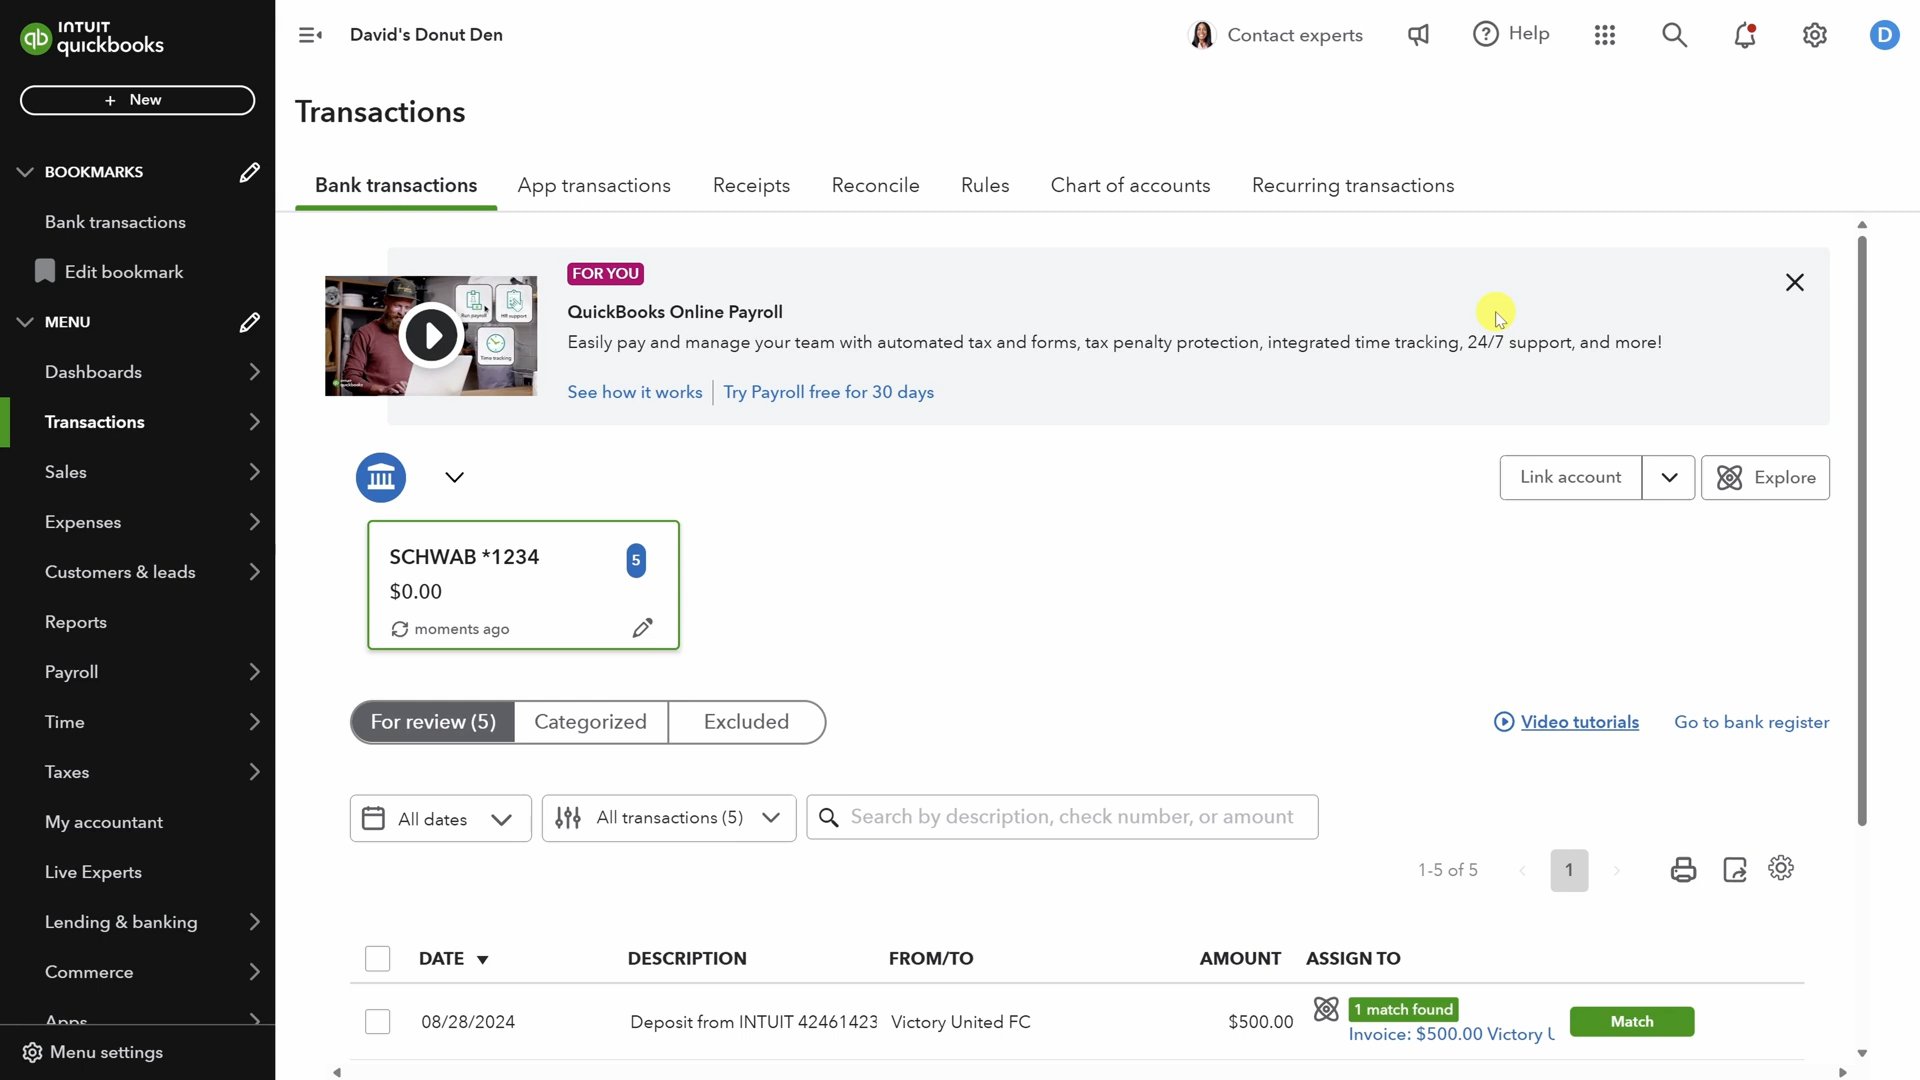 INTUIT
quickbooks
David's Donut Den
Contact experts
Help
D
+ New
Transactions
BOOKMARKS
Bank transactions
App transactions
Receipts
Reconcile
Rules
Chart of accounts
Recurring transactions
Bank transactions
Edit bookmark
MENU
Dashboards
Transactions
Sales
Expenses
Customers & leads
Reports
Payroll
Time
Taxes
My accountant
Live Experts
Lending & banking
Commerce
Apps
Menu settings
Run payroll
HR support
Time tracking
FOR YOU
QuickBooks Online Payroll
Easily pay and manage your team with automated tax and forms, tax penalty protection, integrated time tracking, 24/7 support, and more!
See how it works
Try Payroll free for 30 days
Link account
Explore
SCHWAB *1234
5
$0.00
moments ago
For review (5)
Categorized
Excluded
Video tutorials
Go to bank register
All dates
All transactions (5)
Search by description, check number, or amount
1-5 of 5
1
DATE
DESCRIPTION
FROM/TO
AMOUNT
ASSIGN TO
08/28/2024
Deposit from INTUIT 42461423
Victory United FC
$500.00
1 match found
Invoice: $500.00 Victory U
Match